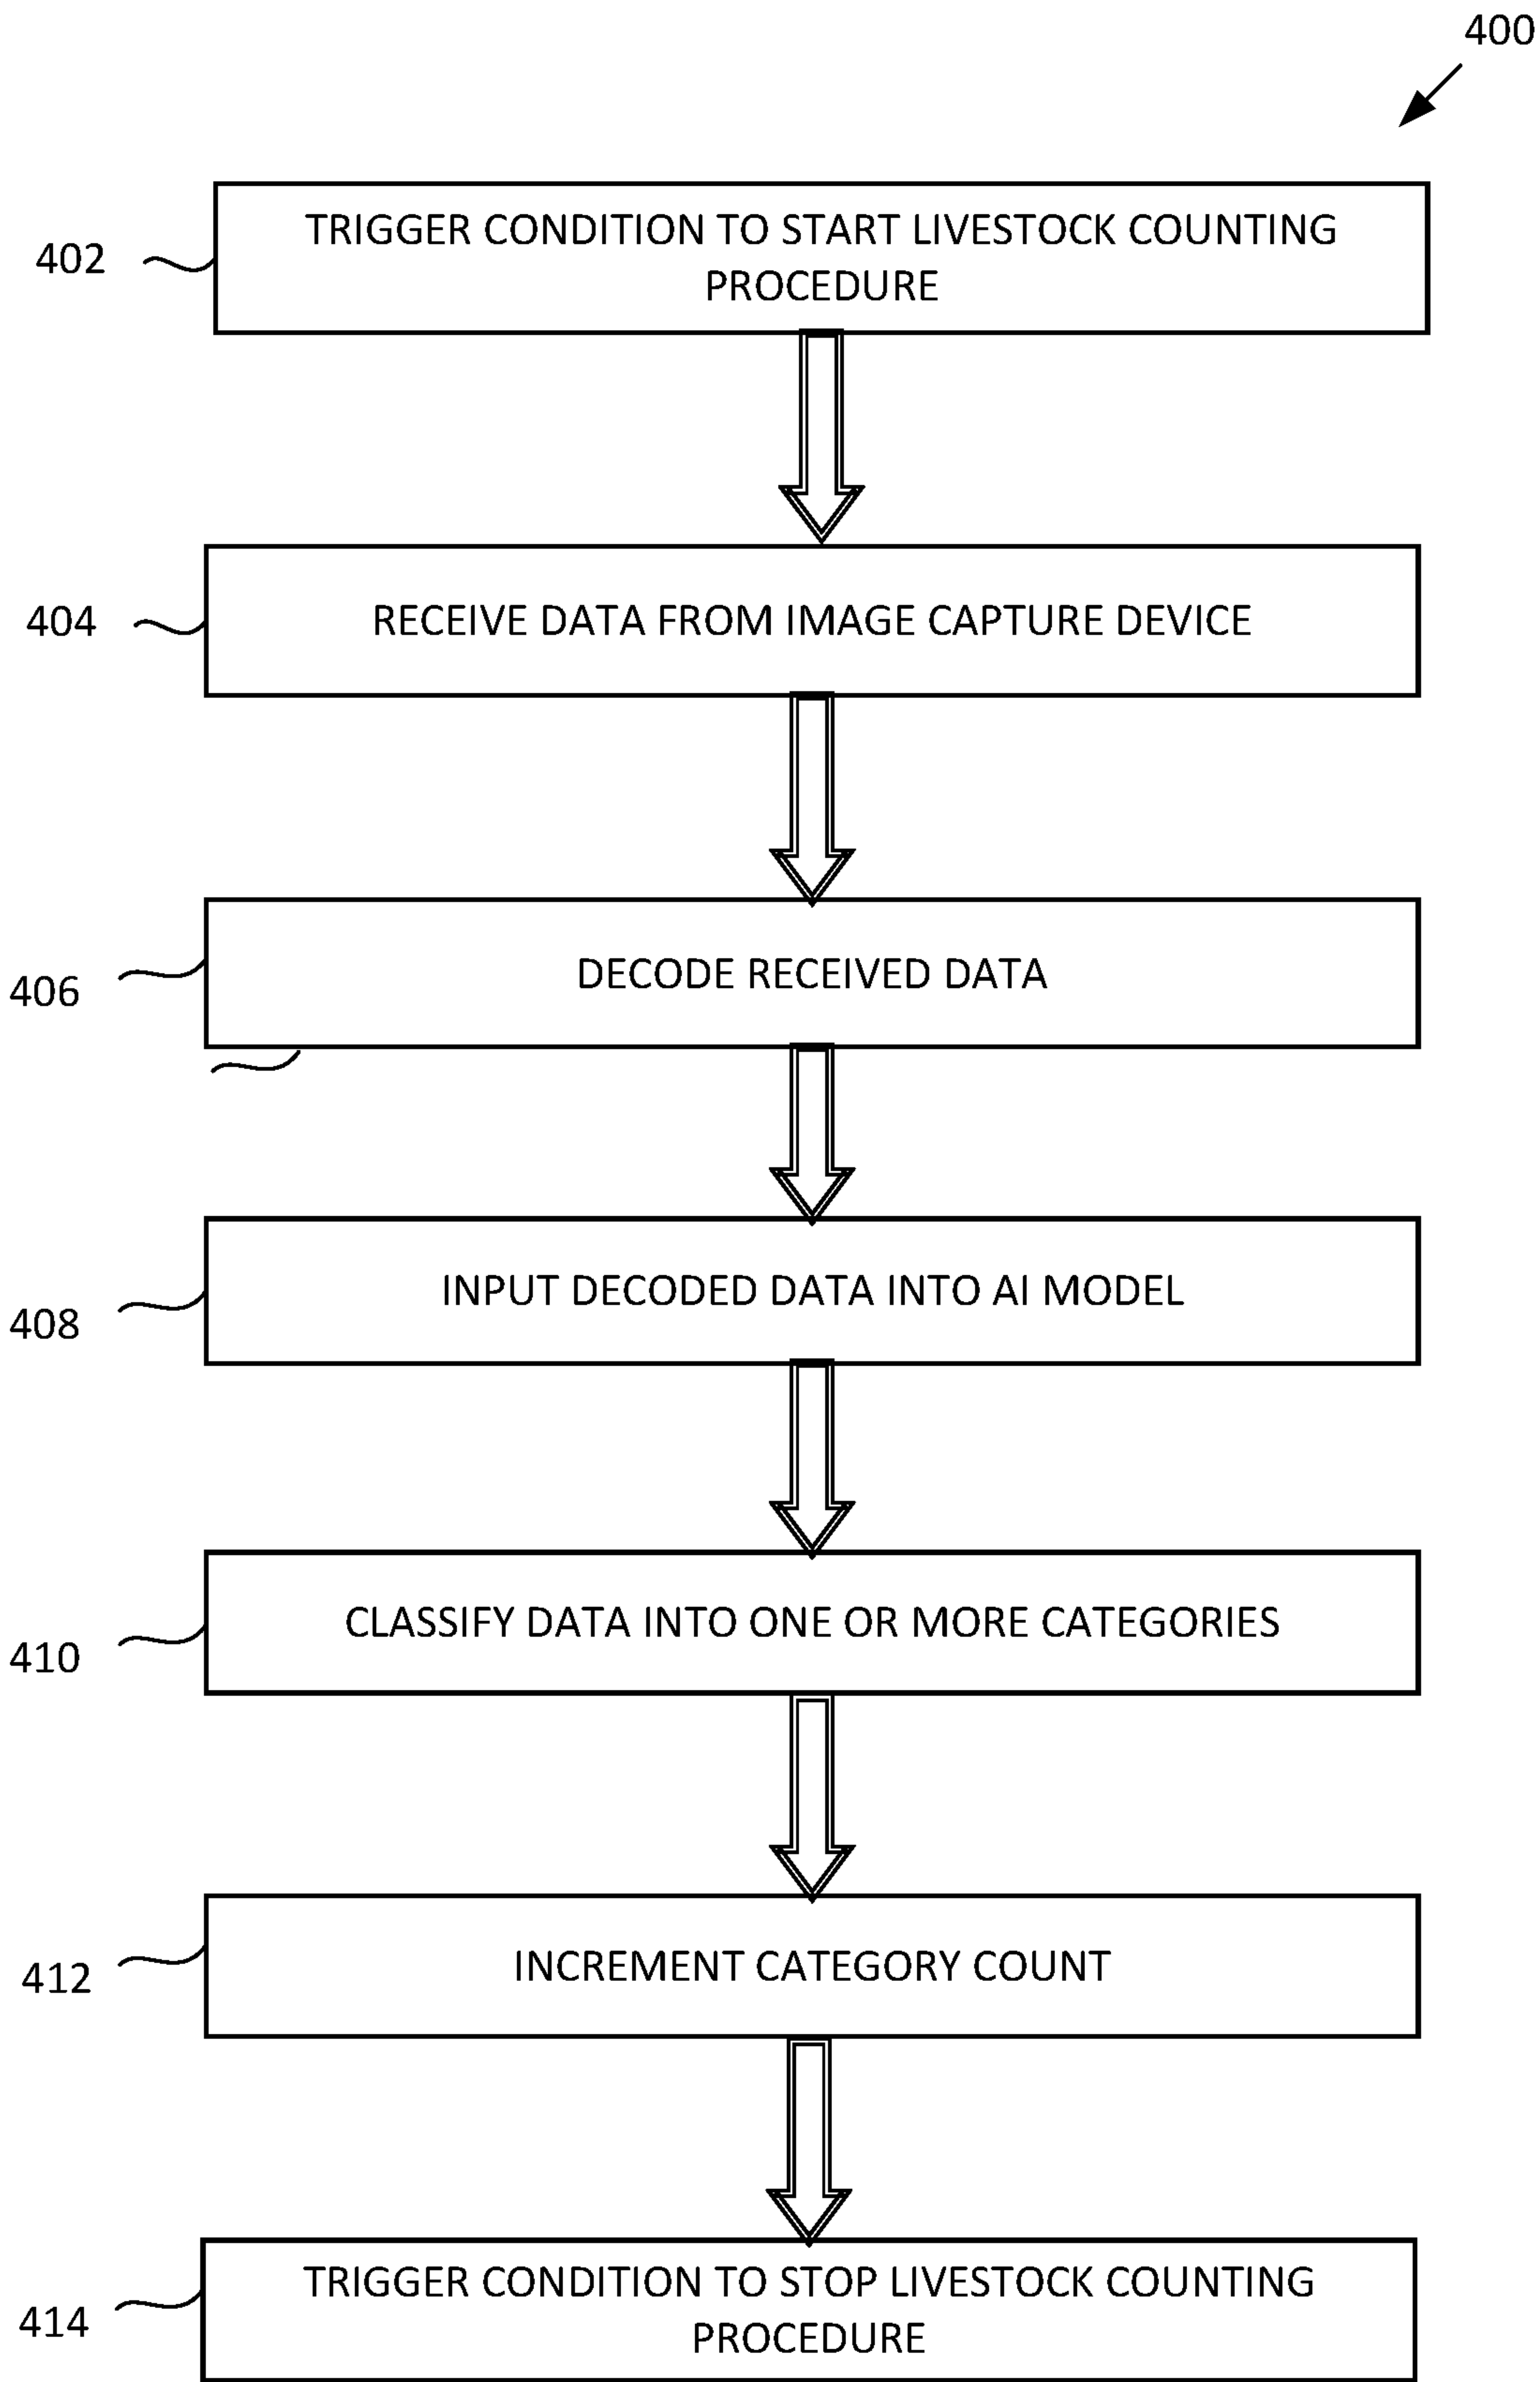 400
402
TRIGGER CONDITION TO START LIVESTOCK COUNTING
PROCEDURE
404
RECEIVE DATA FROM IMAGE CAPTURE DEVICE
406
DECODE RECEIVED DATA
408
INPUT DECODED DATA INTO AI MODEL
410
CLASSIFY DATA INTO ONE OR MORE CATEGORIES
412
INCREMENT CATEGORY COUNT
414
TRIGGER CONDITION TO STOP LIVESTOCK COUNTING
PROCEDURE